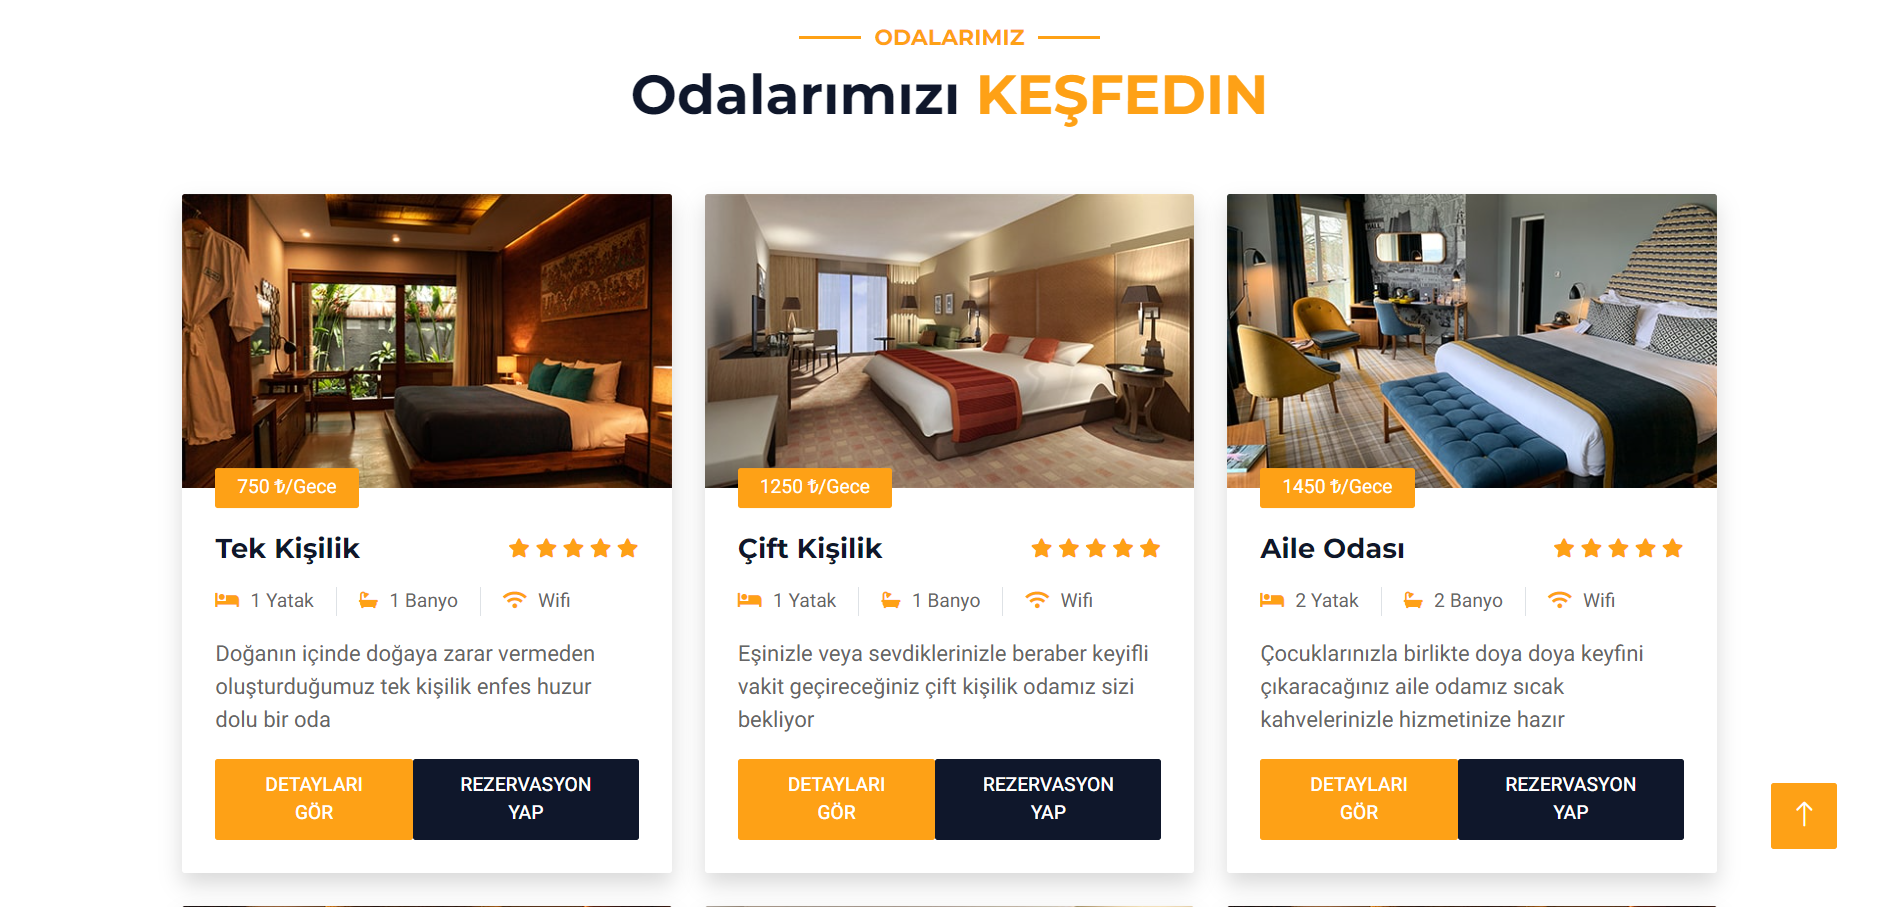 ODALARIMIZ
Odalarımızı KEŞFEDIN
750 ₺/Gece
Tek Kişilik
1 Yatak
1 Banyo
Wifi
Doğanın içinde doğaya zarar vermeden
oluşturduğumuz tek kişilik enfes huzur
dolu bir oda
DETAYLARI
GÖR
REZERVASYON
YAP
1250 ₺/Gece
Çift Kişilik
1 Yatak
1 Banyo
Wifi
Eşinizle veya sevdiklerinizle beraber keyifli
vakit geçireceğiniz çift kişilik odamız sizi
bekliyor
DETAYLARI
GÖR
REZERVASYON
YAP
1450 ₺/Gece
Aile Odası
2 Yatak
2 Banyo
Wifi
Çocuklarınızla birlikte doya doya keyfini
çıkaracağınız aile odamız sıcak
kahvelerinizle hizmetinize hazır
DETAYLARI
GÖR
REZERVASYON
YAP